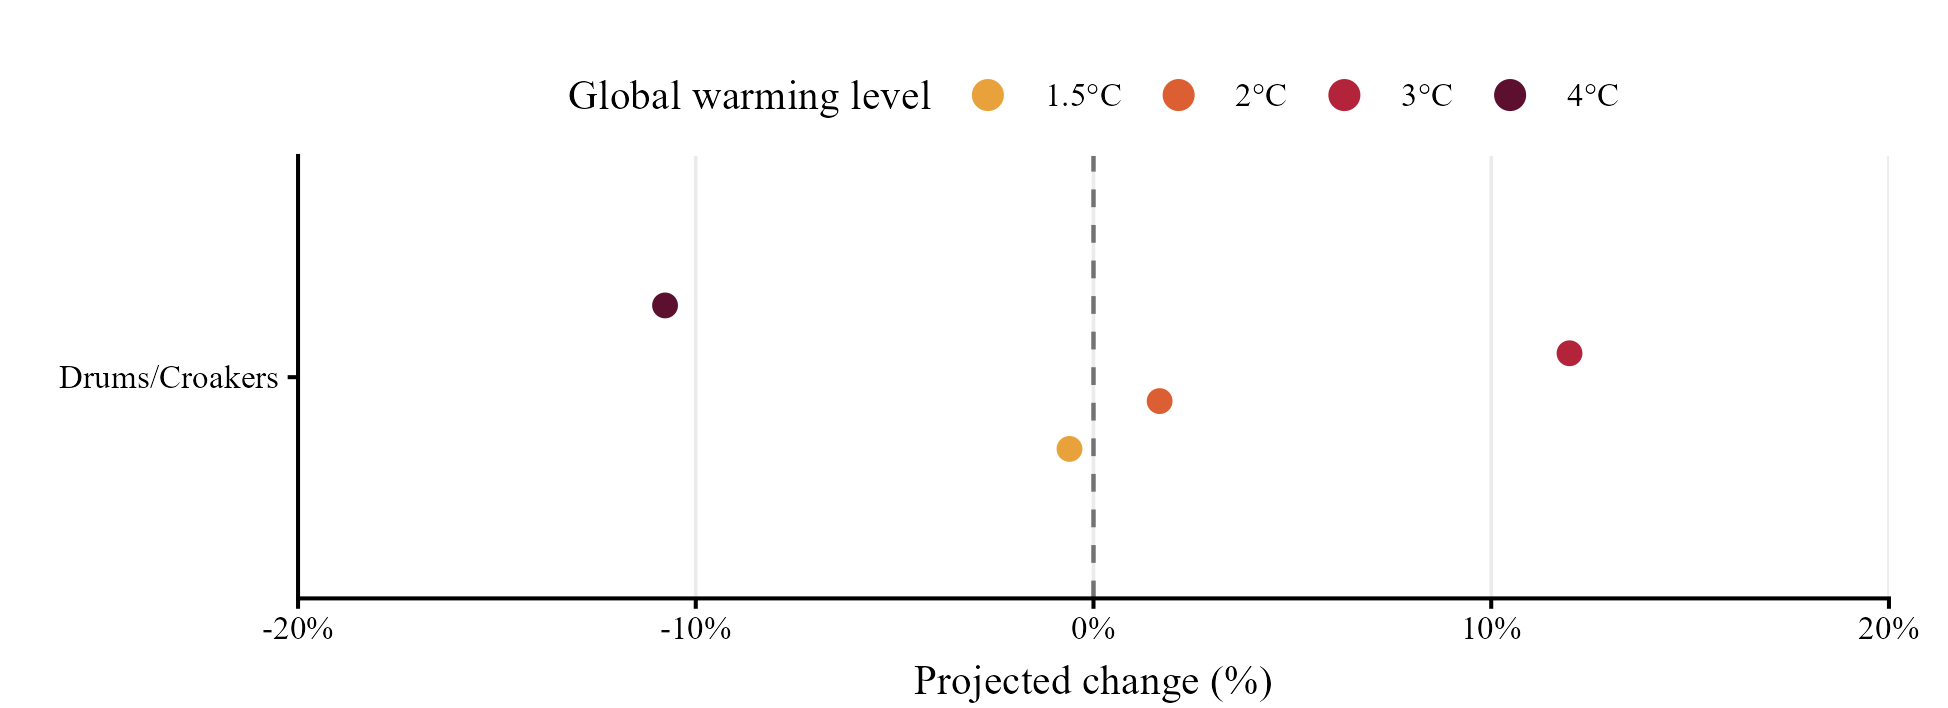 Global warming level 1.5°C 2°C 3°C 4°C
Drums/Croakers
-20% -10% 0% 10% 20%
Projected change (%)